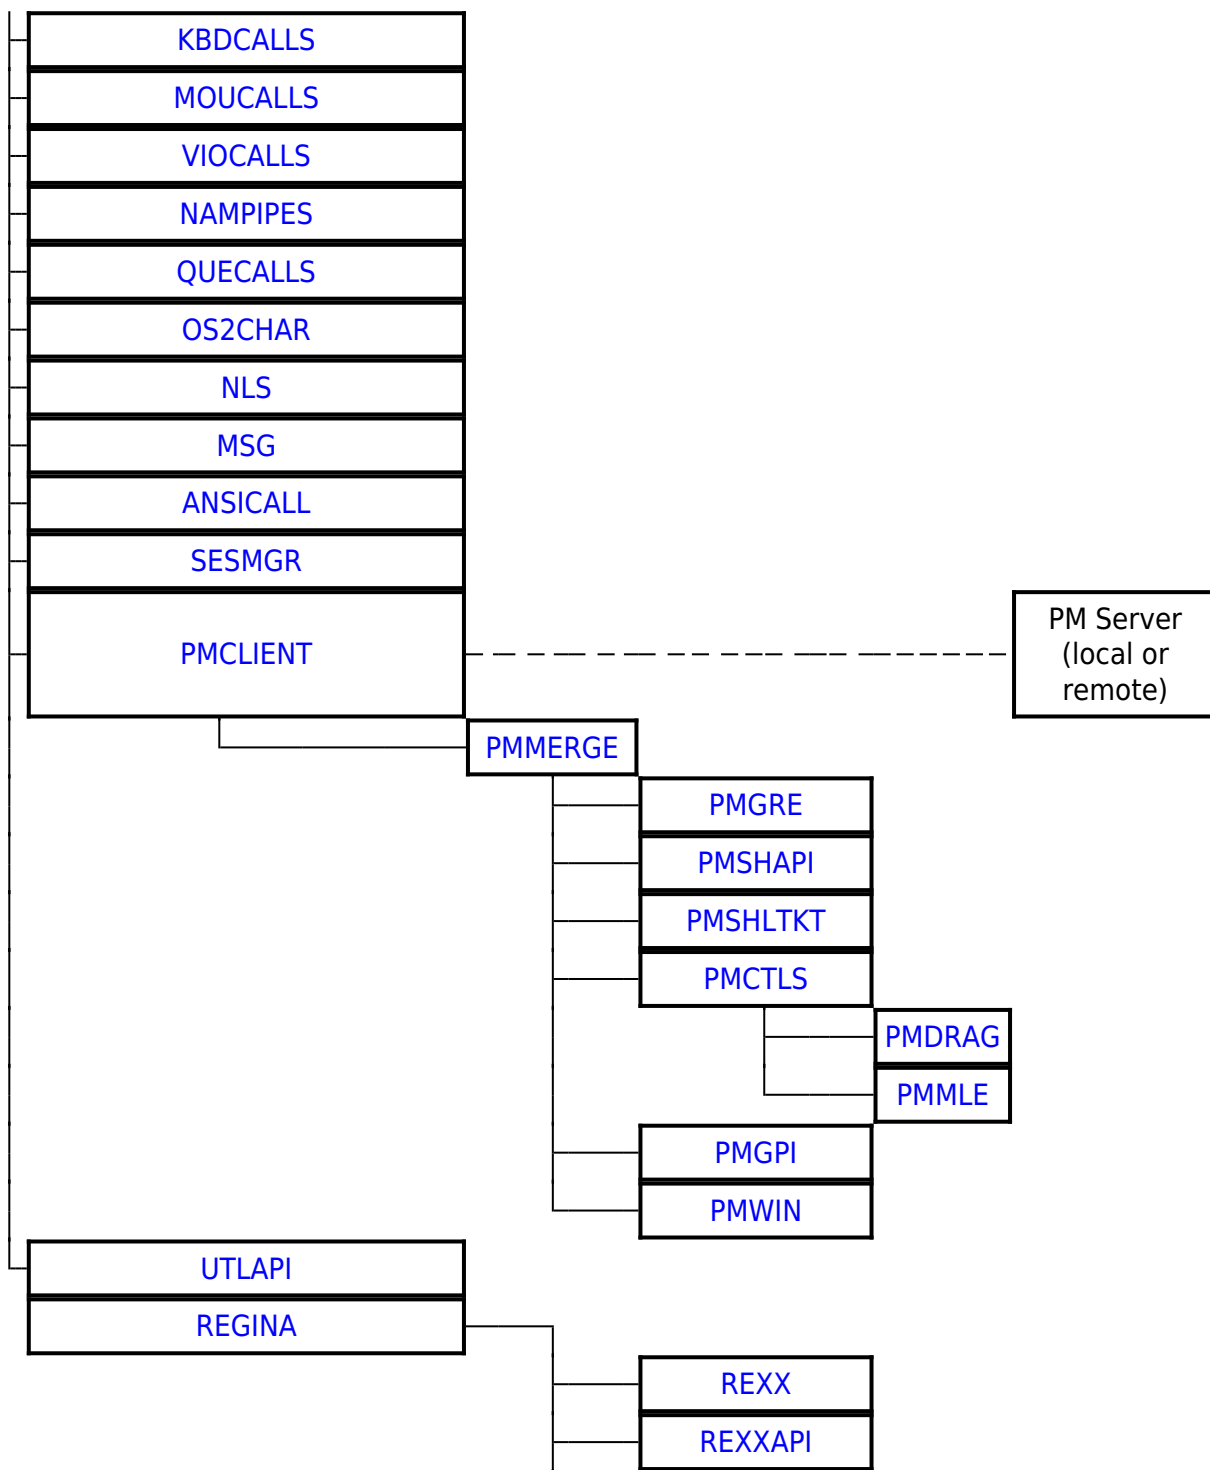 KBDCALLS
MOUCALLS
VIOCALLS
NAMPIPES
QUECALLS
OS2CHAR
NLS
MSG
ANSICALL
SESMGR
PMCLIENT
PM Server
(local or
remote)
PMMERGE
PMGRE
PMSHAPI
PMSHLTKT
PMCTLS
PMDRAG
PMMLE
PMGPI
PMWIN
UTLAPI
REGINA
REXX
REXXAPI